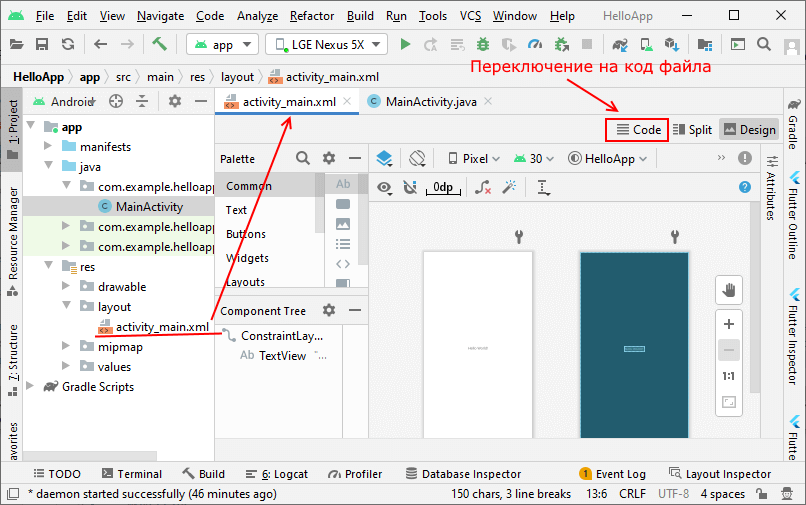 File Edit View Navigate Code Analyze Refactor Build Run Tools VCS Window Help HelloApp
app LGE Nexus 5X
HelloApp app src main res layout activity_main.xml
Переключение на код файла
1: Project
Resource Manager
7: Structure
avorites
Android
app
manifests
java
com.example.helloapp
MainActivity
com.example.helloapp
com.example.helloapp
res
drawable
layout
activity_main.xml
mipmap
values
Gradle Scripts
activity_main.xml MainActivity.java
Code Split Design
Palette
Common
Text
Buttons
Widgets
Layouts
Ab
Component Tree
ConstraintLay...
Ab TextView "...
Pixel 30 HelloApp
0dp
Hello World!
1:1
Attributes
Gradle
Flutter Outline
Flutter Inspector
Flutter
TODO Terminal Build 6: Logcat Profiler Database Inspector 1 Event Log Layout Inspector
* daemon started successfully (46 minutes ago) 150 chars, 3 line breaks 13:6 CRLF UTF-8 4 spaces